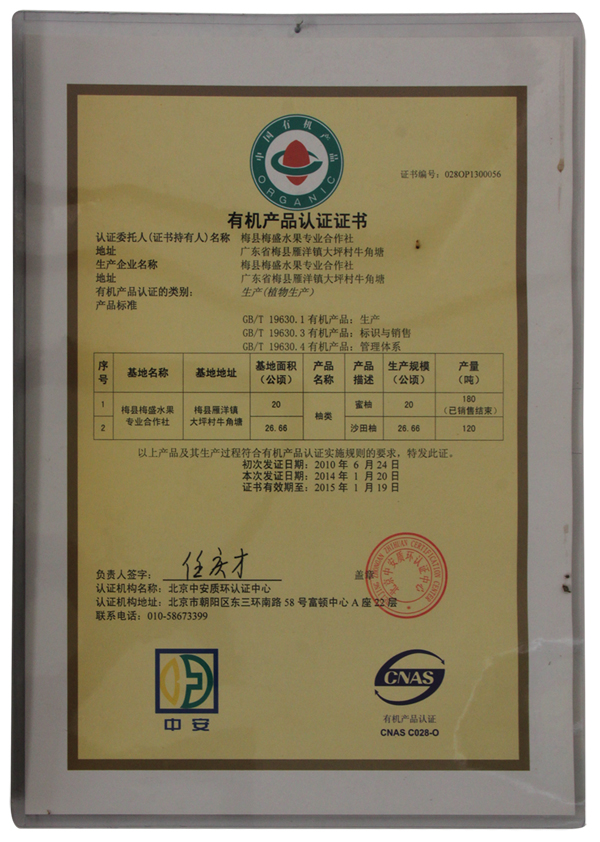 中国有机产品
ORGANIC
证书编号：028OP1300056
有机产品认证证书
认证委托人(证书持有人)名称 梅县梅盛水果专业合作社
地址 广东省梅县雁洋镇大坪村牛角塘
生产企业名称 梅县梅盛水果专业合作社
地址 广东省梅县雁洋镇大坪村牛角塘
有机产品认证的类别： 生产(植物生产)
产品标准
GB/T 19630.1 有机产品：生产
GB/T 19630.3 有机产品：标识与销售
GB/T 19630.4 有机产品：管理体系
序号 基地名称 基地地址 基地面积（公顷） 产品名称 产品描述 生产规模（公顷） 产量（吨）
1 梅县梅盛水果专业合作社 梅县雁洋镇大坪村牛角塘 20 柚类 蜜柚 20 180（已销售结束）
2 26.66 沙田柚 26.66 120
以上产品及其生产过程符合有机产品认证实施规则的要求，特发此证。
初次发证日期：2010 年 6 月 24 日
本次发证日期：2014 年 1 月 20 日
证书有效期至：2015 年 1 月 19 日
负责人签字： 任庆才 盖章
认证机构名称：北京中安质环认证中心
认证机构地址：北京市朝阳区东三环南路 58 号富顿中心 A 座 22 层
联系电话：010-58673399
北京中安质环认证中心
中安
CNAS
有机产品认证
CNAS C028-O